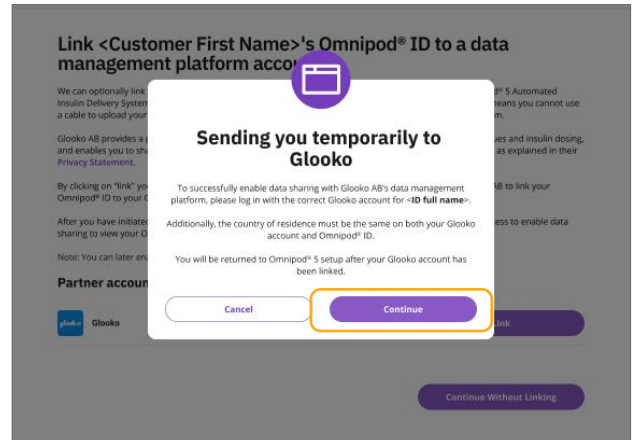 Link <Customer First Name>'s Omnipod® ID to a data
management platform acco
We can optionally link
d® 5 Automated
Insulin Delivery System
means you cannot use
a cable to upload your
m.
Glooko AB provides a p
ues and insulin dosing,
and enables you to sha
as explained in their
Privacy Statement.
By clicking on "link" yo
AB to link your
Omnipod® ID to your G
After you have initiated
ess to enable data
sharing to view your O
Note: You can later en
Partner accoun
glooko Glooko
Link
Continue Without Linking
Sending you temporarily to
Glooko
To successfully enable data sharing with Glooko AB's data management
platform, please log in with the correct Glooko account for <ID full name>.
Additionally, the country of residence must be the same on both your Glooko
account and Omnipod® ID.
You will be returned to Omnipod® 5 setup after your Glooko account has
been linked.
Cancel
Continue